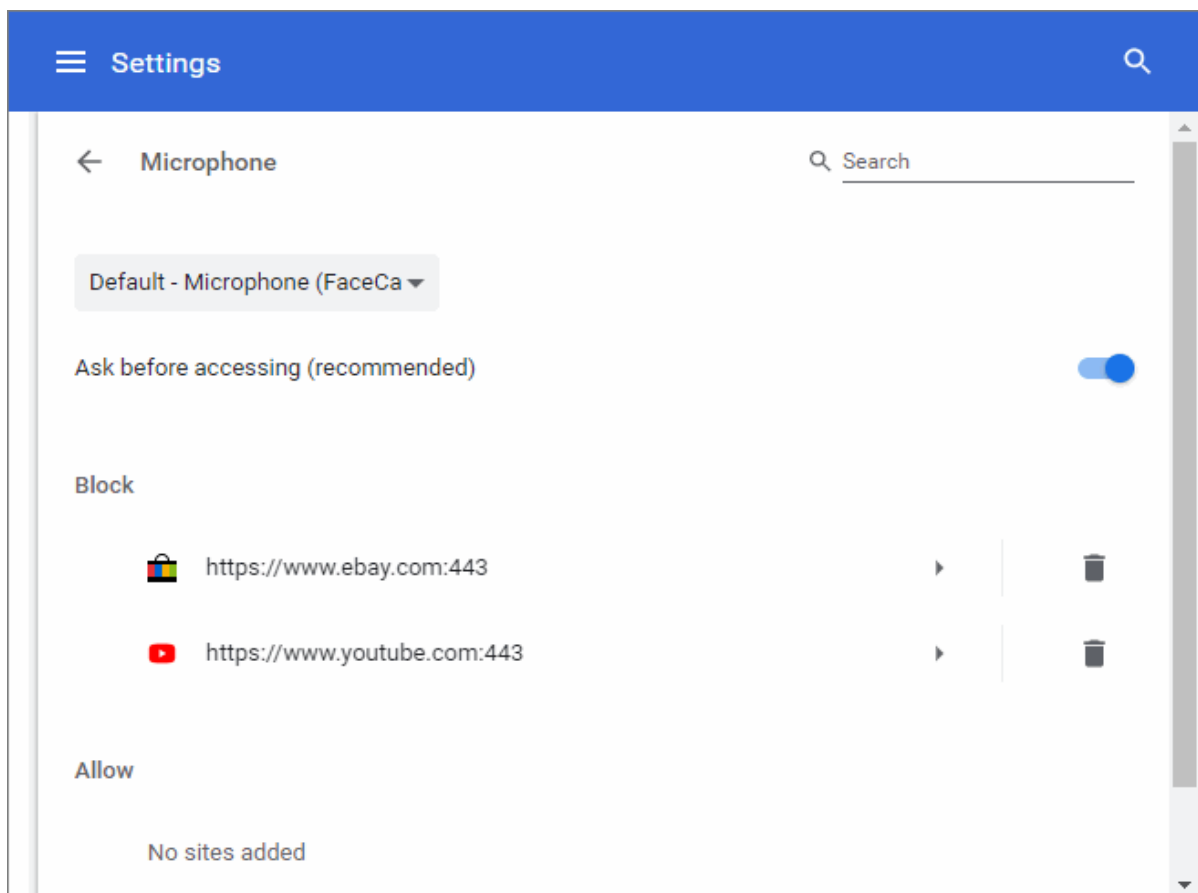 Settings
Microphone
Search
Default - Microphone (FaceCa
Ask before accessing (recommended)
Block
https://www.ebay.com:443
https://www.youtube.com:443
Allow
No sites added